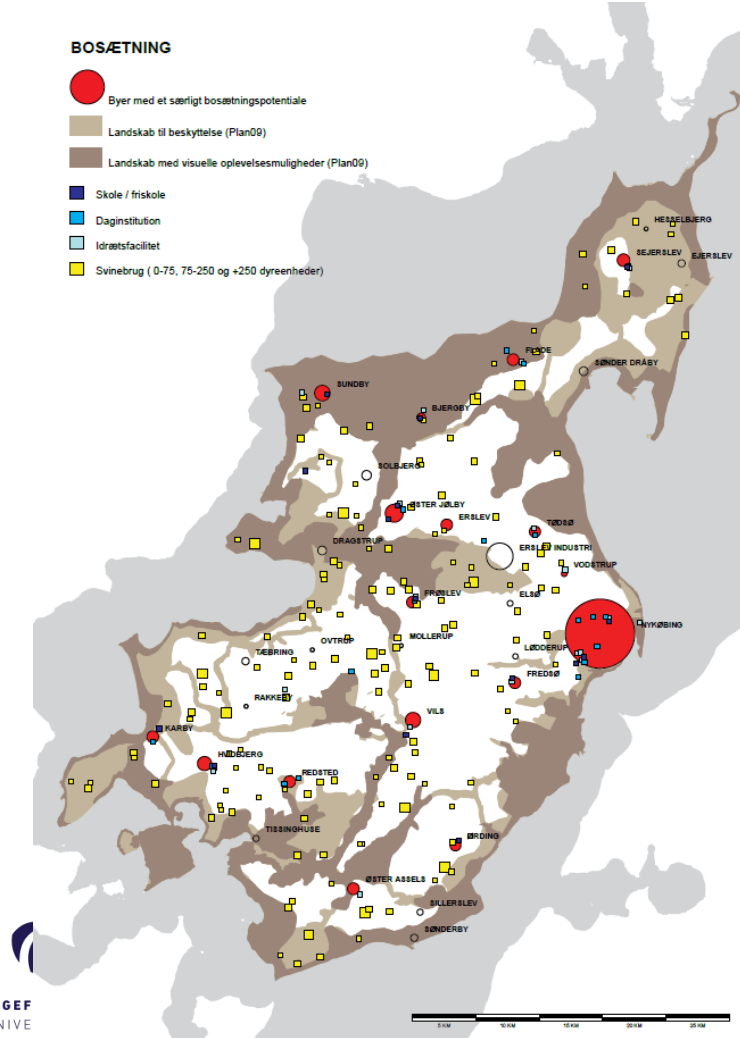 BOSÆTNING
Byer med et særligt bosætningspotentiale
Landskab til beskyttelse (Plan09)
Landskab med visuelle oplevelsesmuligheder (Plan09)
Skole / friskole
Daginstitution
Idrætsfacilitet
Svinebrug ( 0-75, 75-250 og +250 dyreenheder)
HESSELBJERG
SEJERSLEV
EJERSLEV
FLADE
SØNDER DRÅBY
SUNDBY
BJERGBY
SOLBJERG
ØSTER JØLBY
ERSLEV
TØDSØ
DRAGSTRUP
ERSLEV INDUSTRI
VODSTRUP
FRØSLEV
ELSØ
NYKØBING
OVTRUP
MOLLERUP
TÆBRING
LØDDERUP
FREDSØ
RAKKEBY
VILS
KARBY
HVIDBJERG
REDSTED
TISSINGHUSE
ØRDING
ØSTER ASSELS
SILLERSLEV
SØNDERBY
GEF
NIVE
5 KM
10 KM
15 KM
20 KM
25 KM